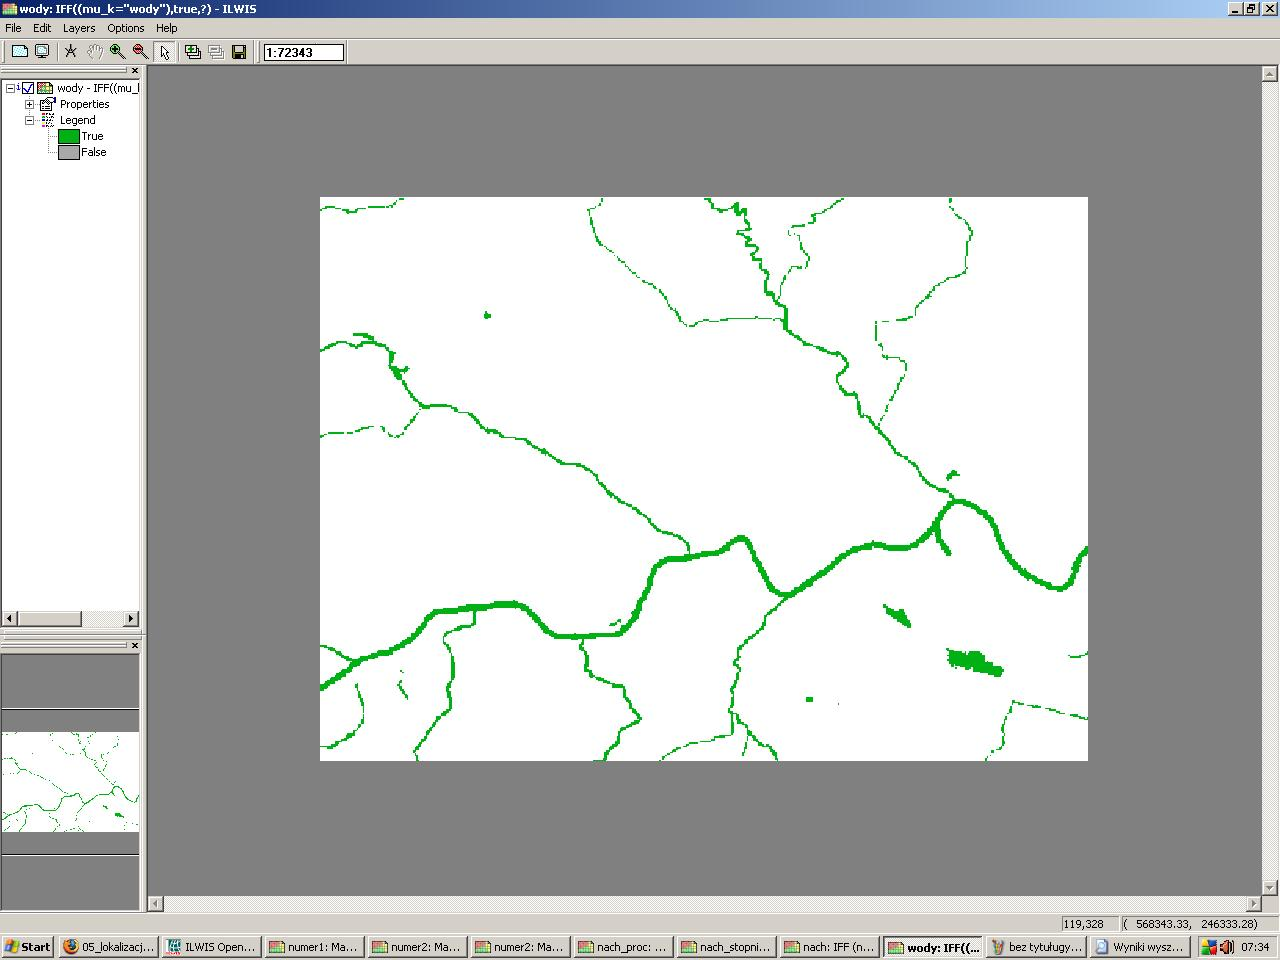 wody: IFF((mu_k="wody"),true,?) - ILWIS
File Edit Layers Options Help
1:72343
wody - IFF((mu_l
Properties
Legend
True
False
119,328 ( 568343.33, 246333.28)
Start 05_lokalizacj... ILWIS Open... numer1: Ma... numer2: Ma... numer2: Ma... nach_proc: ... nach_stopni... nach: IFF (n... wody: IFF((... bez tytuługy... Wyniki wysz... 07:34